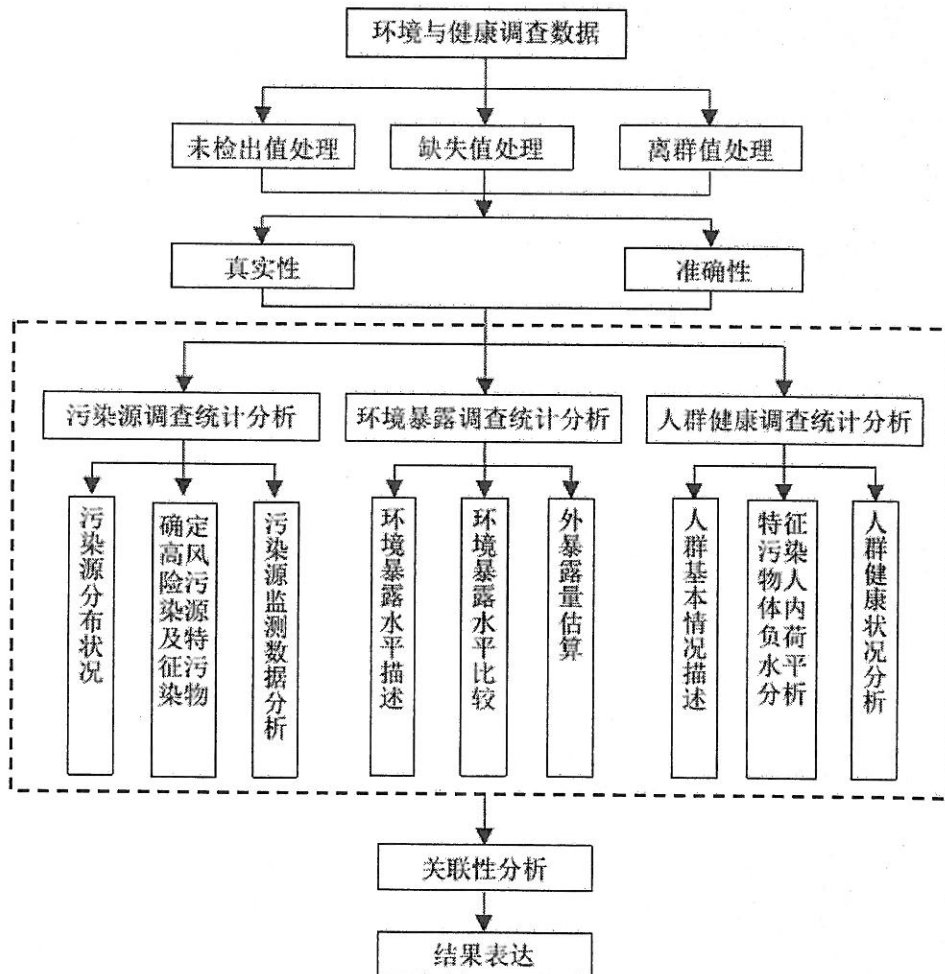 环境与健康调查数据
未检出值处理
缺失值处理
离群值处理
真实性
准确性
污染源调查统计分析
环境暴露调查统计分析
人群健康调查统计分析
污染源分布状况
确定
高风
险污
染源
及特
征污
染物
污染源监测数据分析
环境暴露水平描述
环境暴露水平比较
外暴露量估算
人群基本情况描述
特征
污染
物人
体内
负荷
水平
分析
人群健康状况分析
关联性分析
结果表达